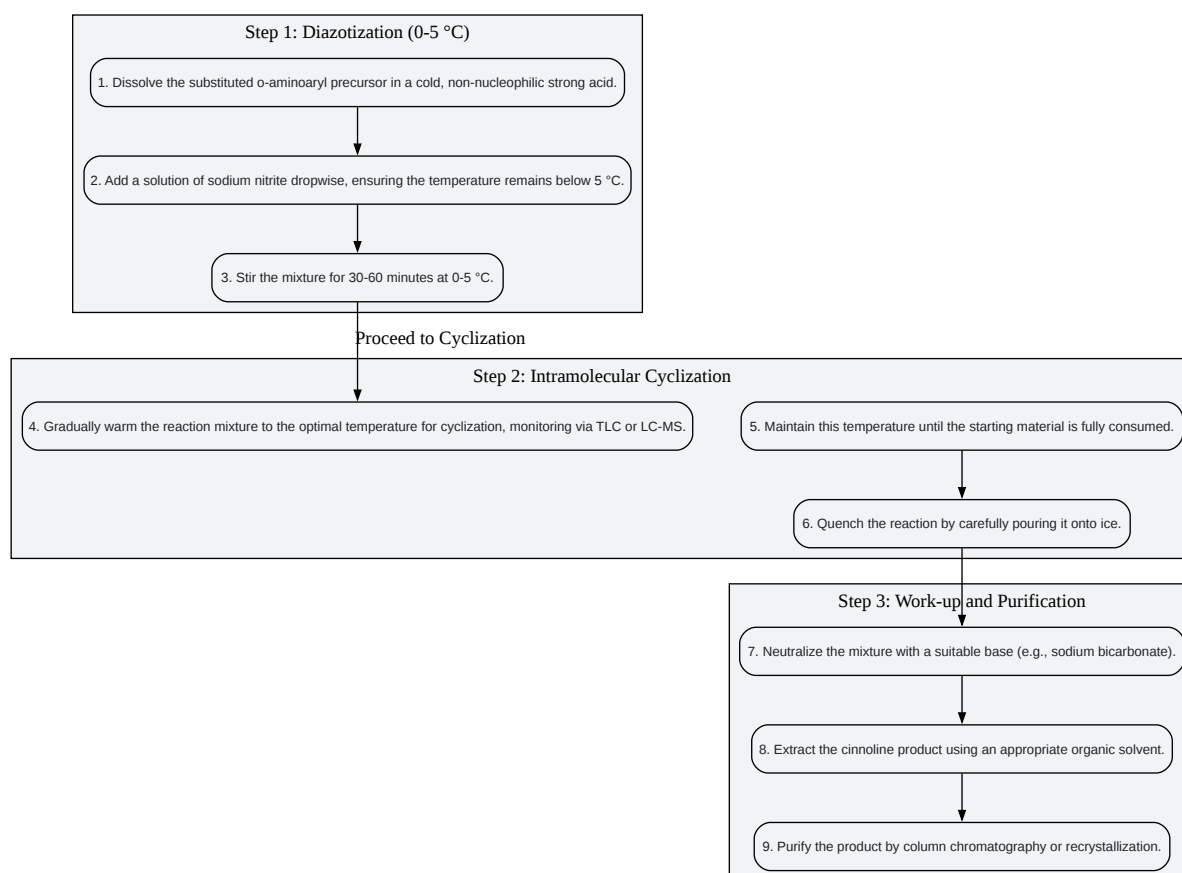 Step 1: Diazotization (0-5 °C)
1. Dissolve the substituted o-aminoaryl precursor in a cold, non-nucleophilic strong acid.
2. Add a solution of sodium nitrite dropwise, ensuring the temperature remains below 5 °C.
3. Stir the mixture for 30-60 minutes at 0-5 °C.
Proceed to Cyclization
Step 2: Intramolecular Cyclization
4. Gradually warm the reaction mixture to the optimal temperature for cyclization, monitoring via TLC or LC-MS.
5. Maintain this temperature until the starting material is fully consumed.
6. Quench the reaction by carefully pouring it onto ice.
Step 3: Work-up and Purification
7. Neutralize the mixture with a suitable base (e.g., sodium bicarbonate).
8. Extract the cinnoline product using an appropriate organic solvent.
9. Purify the product by column chromatography or recrystallization.